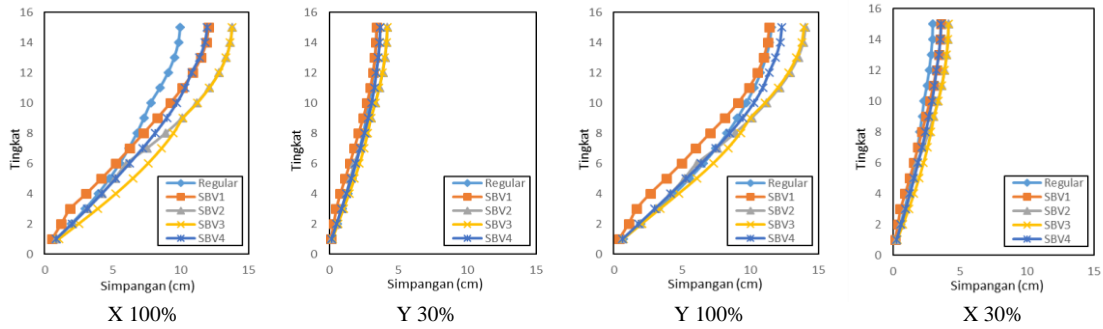 16
14
12
10
8
6
4
2
0
Tingkat
Regular
SBV1
SBV2
SBV3
SBV4
0 5 10 15
Simpangan (cm)
X 100%
16
14
12
10
8
6
4
2
0
Tingkat
Regular
SBV1
SBV2
SBV3
SBV4
0 5 10 15
Simpangan (cm)
Y 30%
16
14
12
10
8
6
4
2
0
Tingkat
Regular
SBV1
SBV2
SBV3
SBV4
0 5 10 15
Simpangan (cm)
Y 100%
16
14
12
10
8
6
4
2
0
Tingkat
Regular
SBV1
SBV2
SBV3
SBV4
0 5 10 15
Simpangan (cm)
X 30%